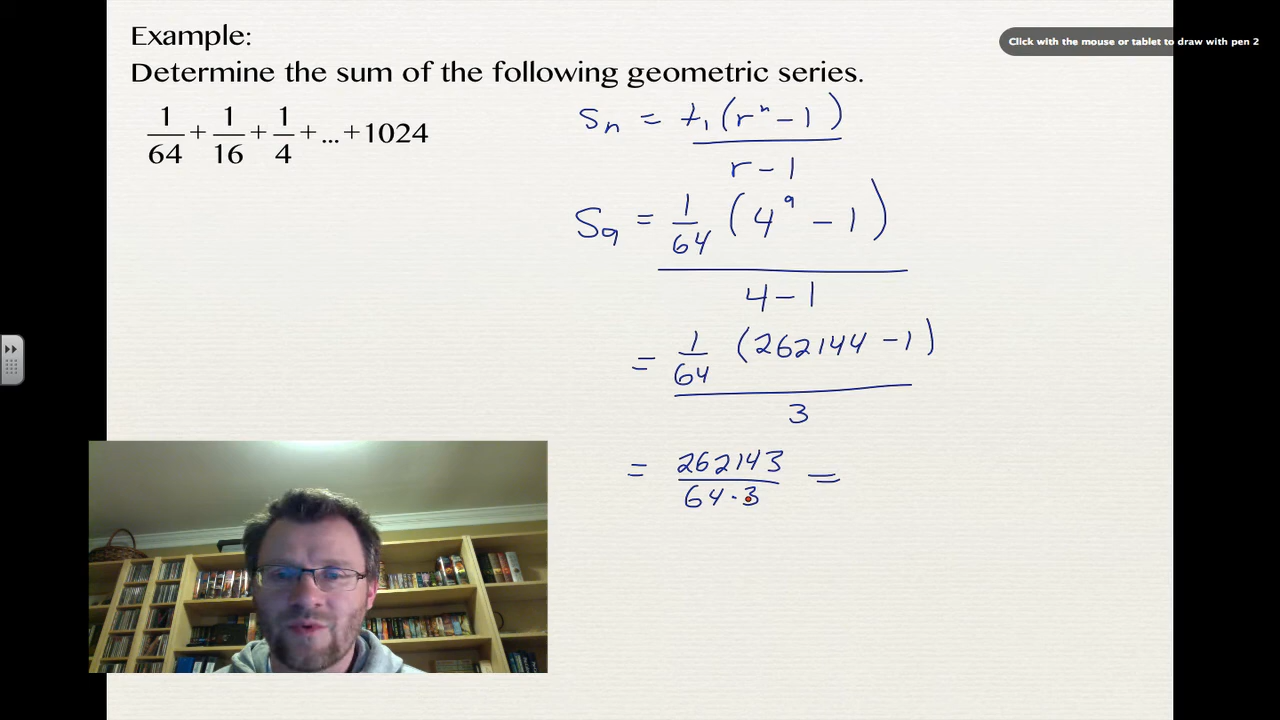 Example:
Determine the sum of the following geometric series.
1/64 + 1/16 + 1/4 + ... + 1024
Click with the mouse or tablet to draw with pen 2
Sₙ = t₁(rⁿ - 1) / r - 1
S₉ = 1/64 (4⁹ - 1) / 4 - 1
= 1/64 (262144 - 1) / 3
= 262143 / 64 · 3 =